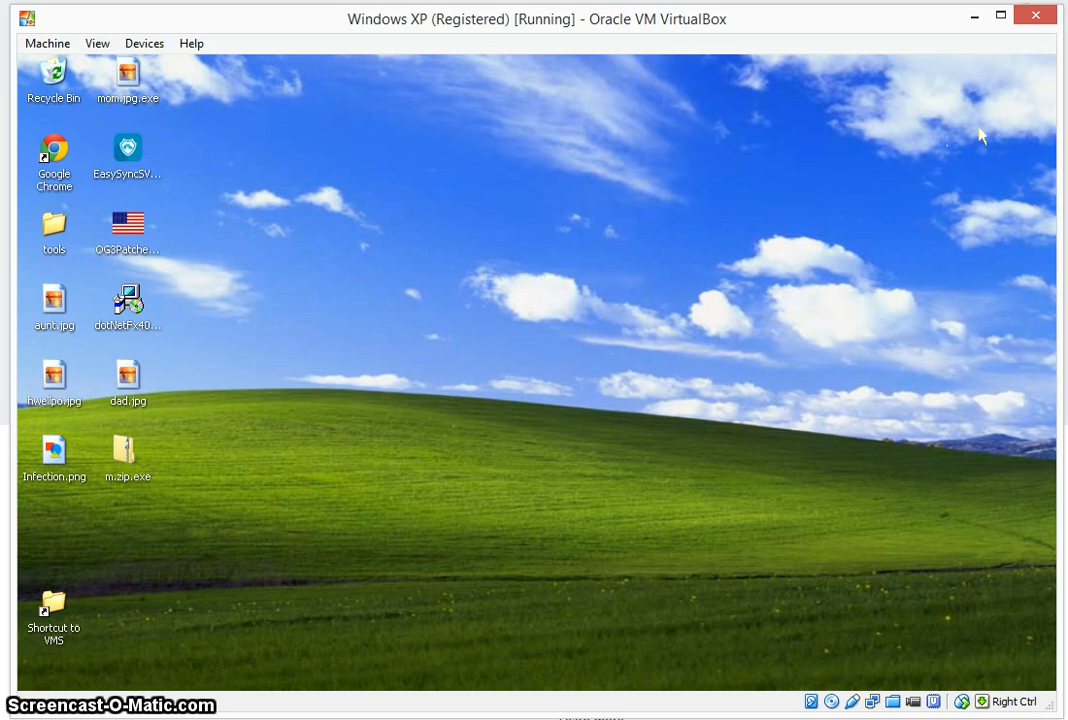 Windows XP (Registered) [Running] - Oracle VM VirtualBox
Machine View Devices Help
Recycle Bin
mom.jpg.exe
Google
Chrome
EasySyncSV...
tools
OG3Patche...
aunt.jpg
dotNetFx40...
hwellpo.jpg
dad.jpg
Infection.png
m.zip.exe
Shortcut to
VMS
Right Ctrl
Screencast-O-Matic.com